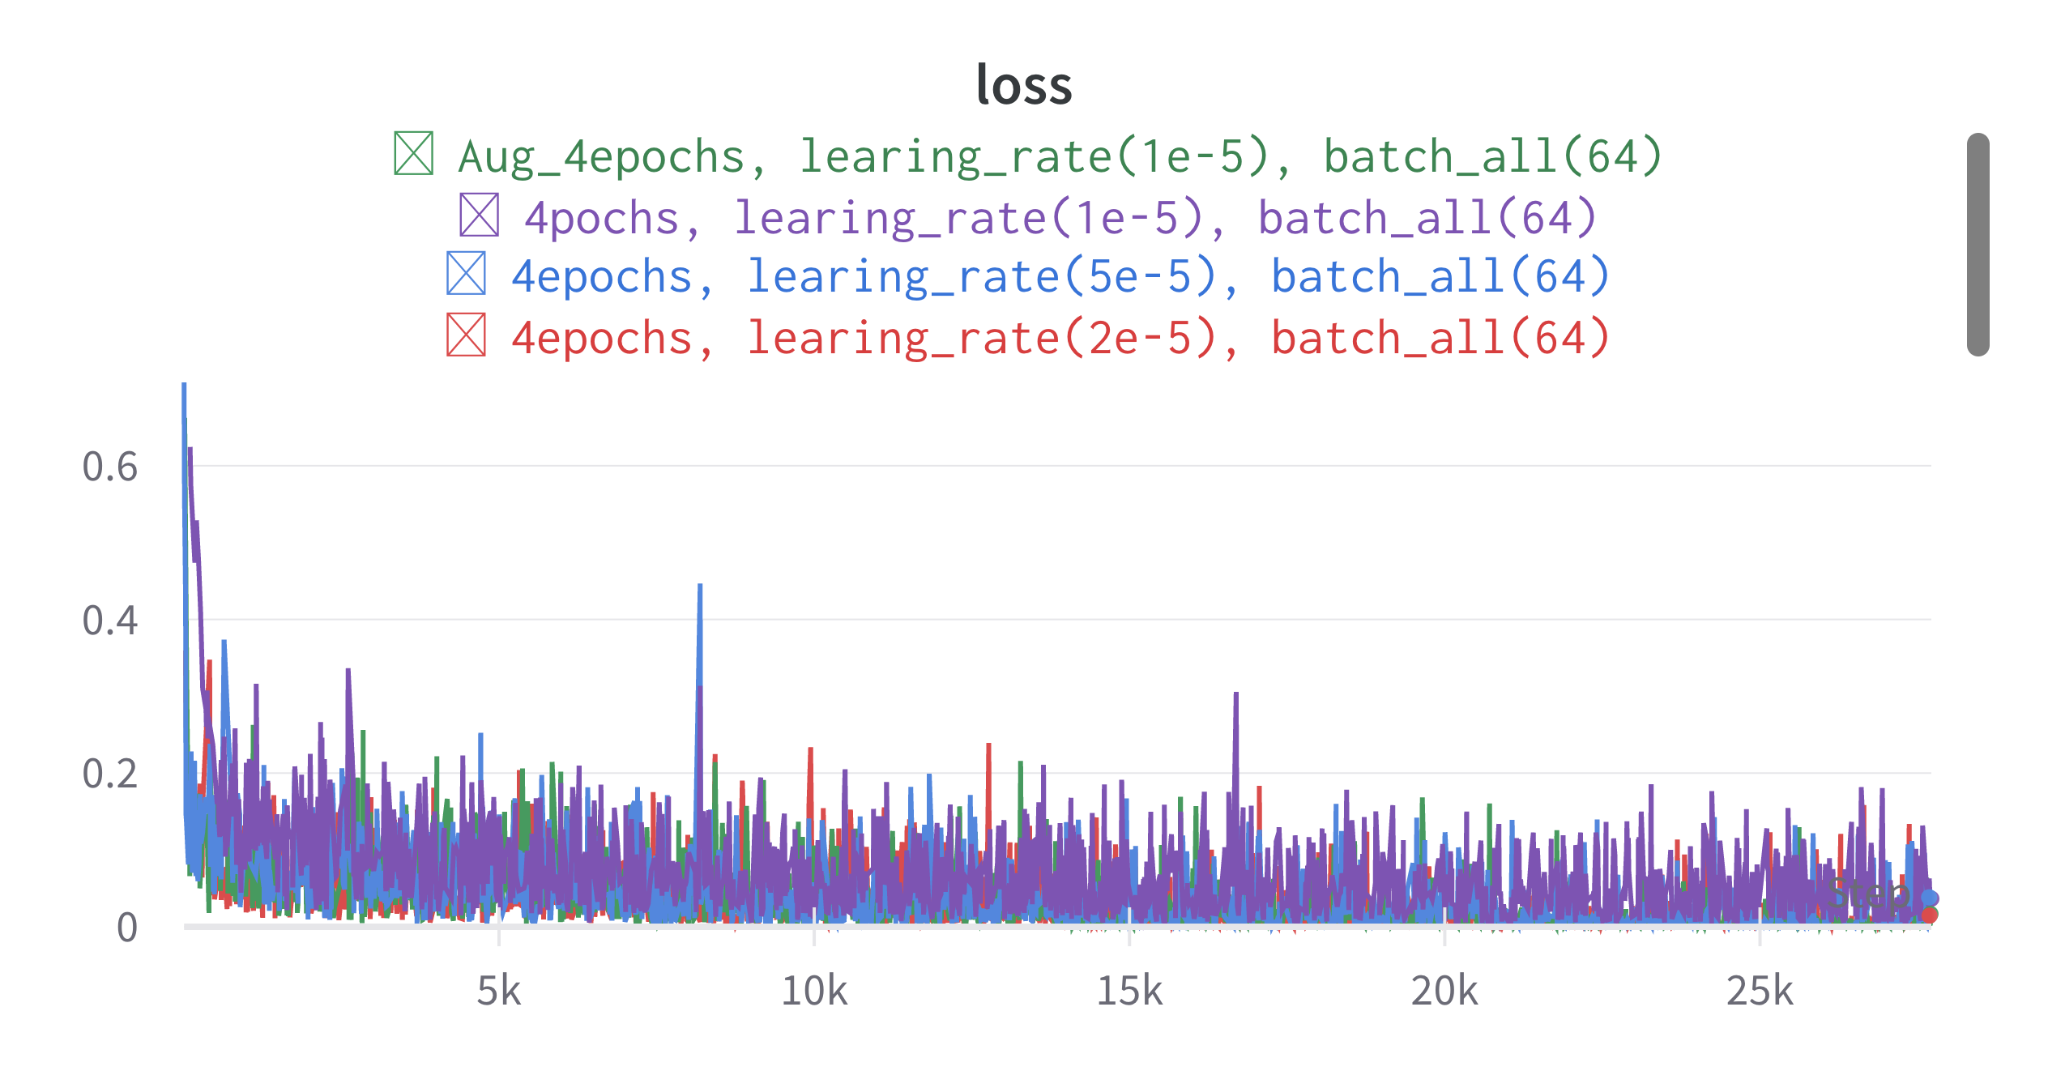 loss
Aug_4epochs, learing_rate(1e-5), batch_all(64)
4pochs, learing_rate(1e-5), batch_all(64)
4epochs, learing_rate(5e-5), batch_all(64)
4epochs, learing_rate(2e-5), batch_all(64)
0.6
0.4
0.2
0
5k
10k
15k
20k
25k